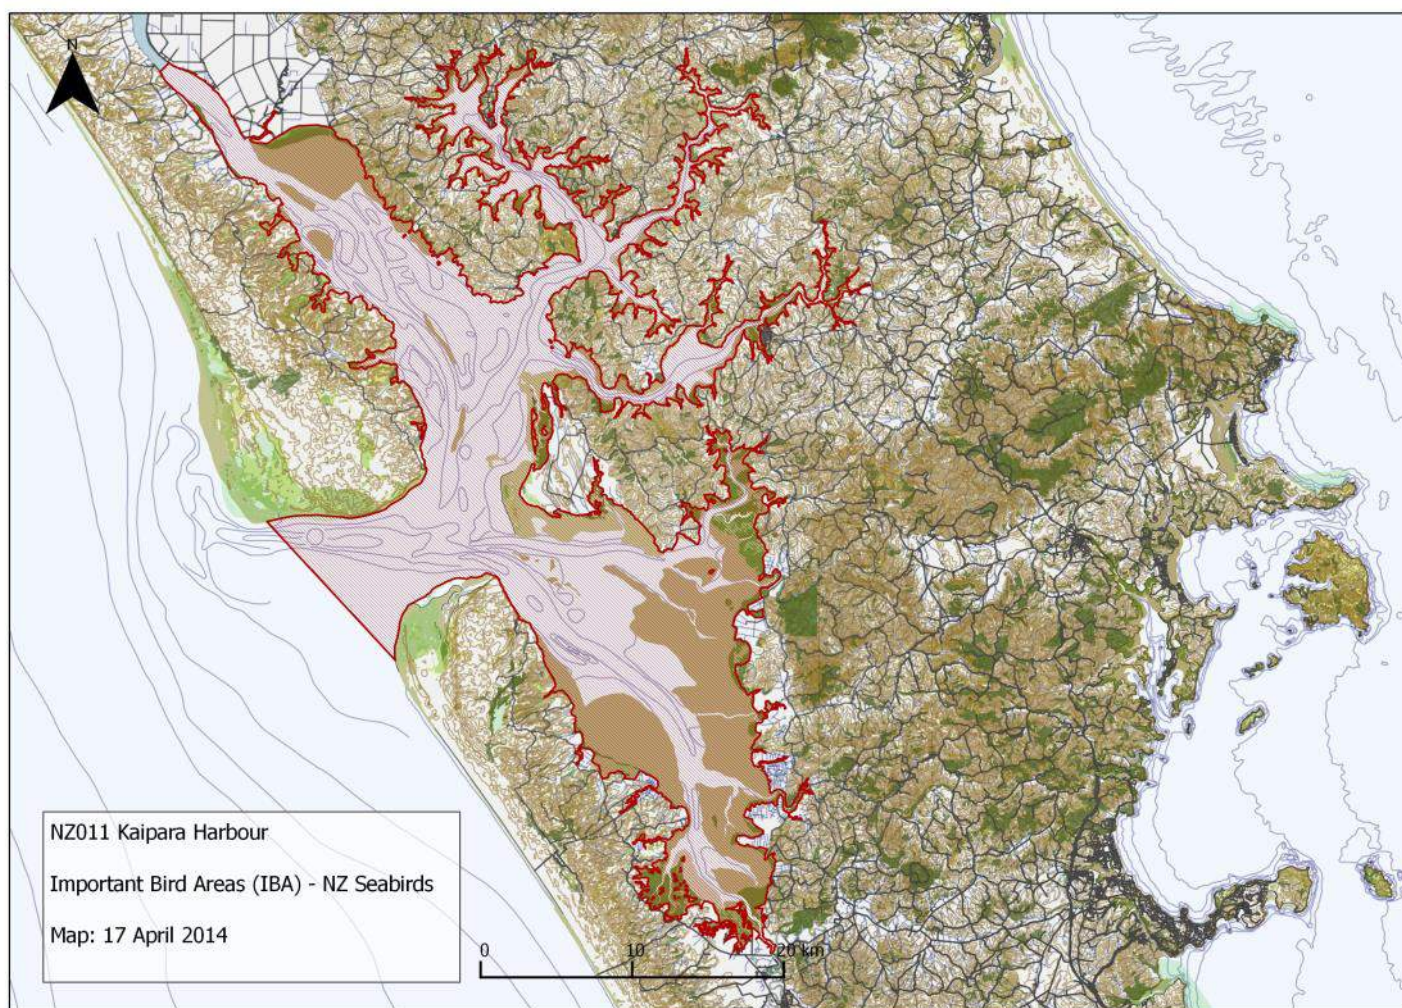 N
NZ011 Kaipara Harbour
Important Bird Areas (IBA) - NZ Seabirds
Map: 17 April 2014
0 10 20 km